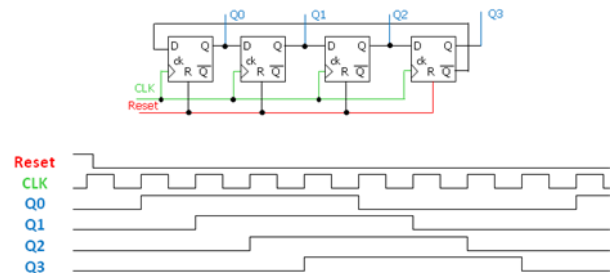 Q0 Q1 Q2 Q3
D Q D Q D Q D Q
ck ck ck ck
R Q R Q R Q R Q
CLK
Reset
Reset
CLK
Q0
Q1
Q2
Q3